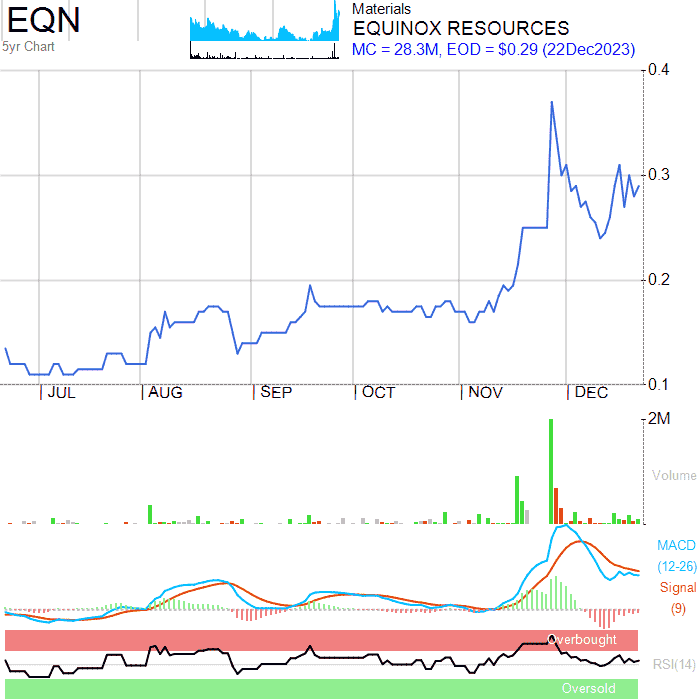 EQN
5yr Chart
Materials
EQUINOX RESOURCES
MC = 28.3M, EOD = $0.29 (22Dec2023)
0.4
0.3
0.2
0.1
JUL AUG SEP OCT NOV DEC
2M
Volume
MACD
(12-26)
Signal
(9)
Overbought
RSI(14)
Oversold